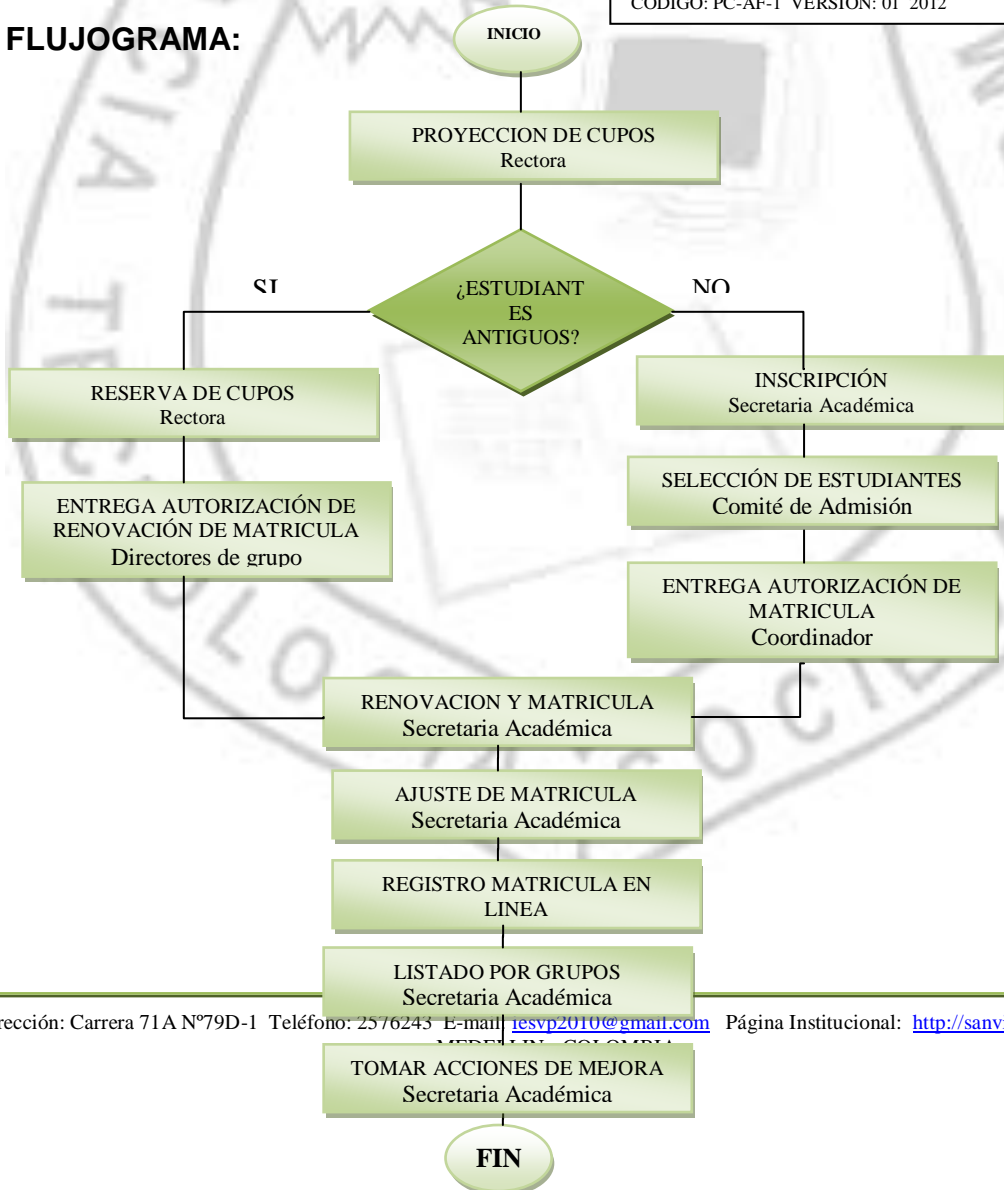 CODIGO: PC-AF-1 VERSION: 01 2012
FLUJOGRAMA:
INICIO
PROYECCION DE CUPOS
Rectora
¿ESTUDIANT
ES
ANTIGUOS?
SI
NO
RESERVA DE CUPOS
Rectora
ENTREGA AUTORIZACIÓN DE
RENOVACIÓN DE MATRICULA
Directores de grupo
INSCRIPCIÓN
Secretaria Académica
SELECCIÓN DE ESTUDIANTES
Comité de Admisión
ENTREGA AUTORIZACIÓN DE
MATRICULA
Coordinador
RENOVACION Y MATRICULA
Secretaria Académica
AJUSTE DE MATRICULA
Secretaria Académica
REGISTRO MATRICULA EN
LINEA
LISTADO POR GRUPOS
Secretaria Académica
rección: Carrera 71A Nº79D-1 Teléfono: 2576243 E-mail iesvp2010@gmail.com Página Institucional: http://sanv
MEDELLIN - COLOMBIA
TOMAR ACCIONES DE MEJORA
Secretaria Académica
FIN